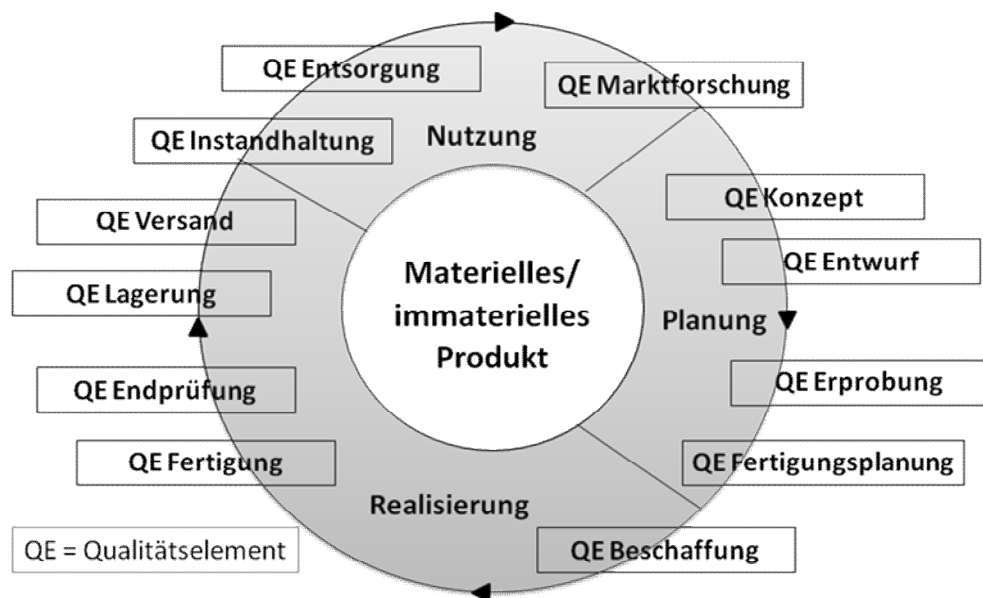 QE Entsorgung
QE Marktforschung
Nutzung
QE Instandhaltung
QE Konzept
QE Versand
QE Entwurf
Materielles/
immaterielles
Produkt
QE Lagerung
Planung
QE Endprüfung
QE Erprobung
QE Fertigung
QE Fertigungsplanung
Realisierung
QE = Qualitätselement
QE Beschaffung